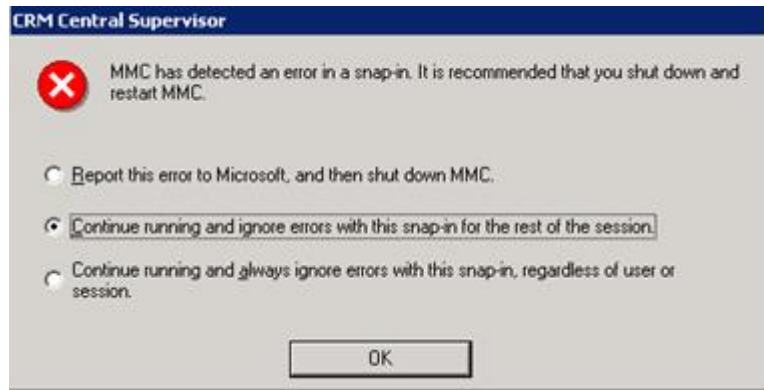 CRM Central Supervisor
MMC has detected an error in a snap-in. It is recommended that you shut down and
restart MMC.
Report this error to Microsoft, and then shut down MMC.
Continue running and ignore errors with this snap-in for the rest of the session.
Continue running and always ignore errors with this snap-in, regardless of user or
session.
OK